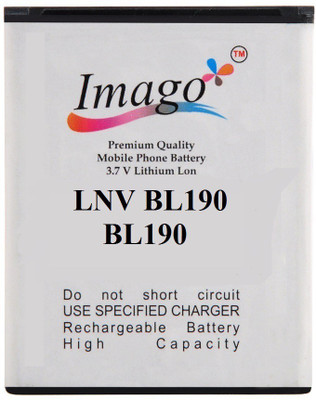 TM
Imago
Premium Quality
Mobile Phone Battery
3.7 V Lithium Lon
LNV BL190
BL190
Do not short circuit
USE SPECIFIED CHARGER
Rechargeable Battery
High Capacity